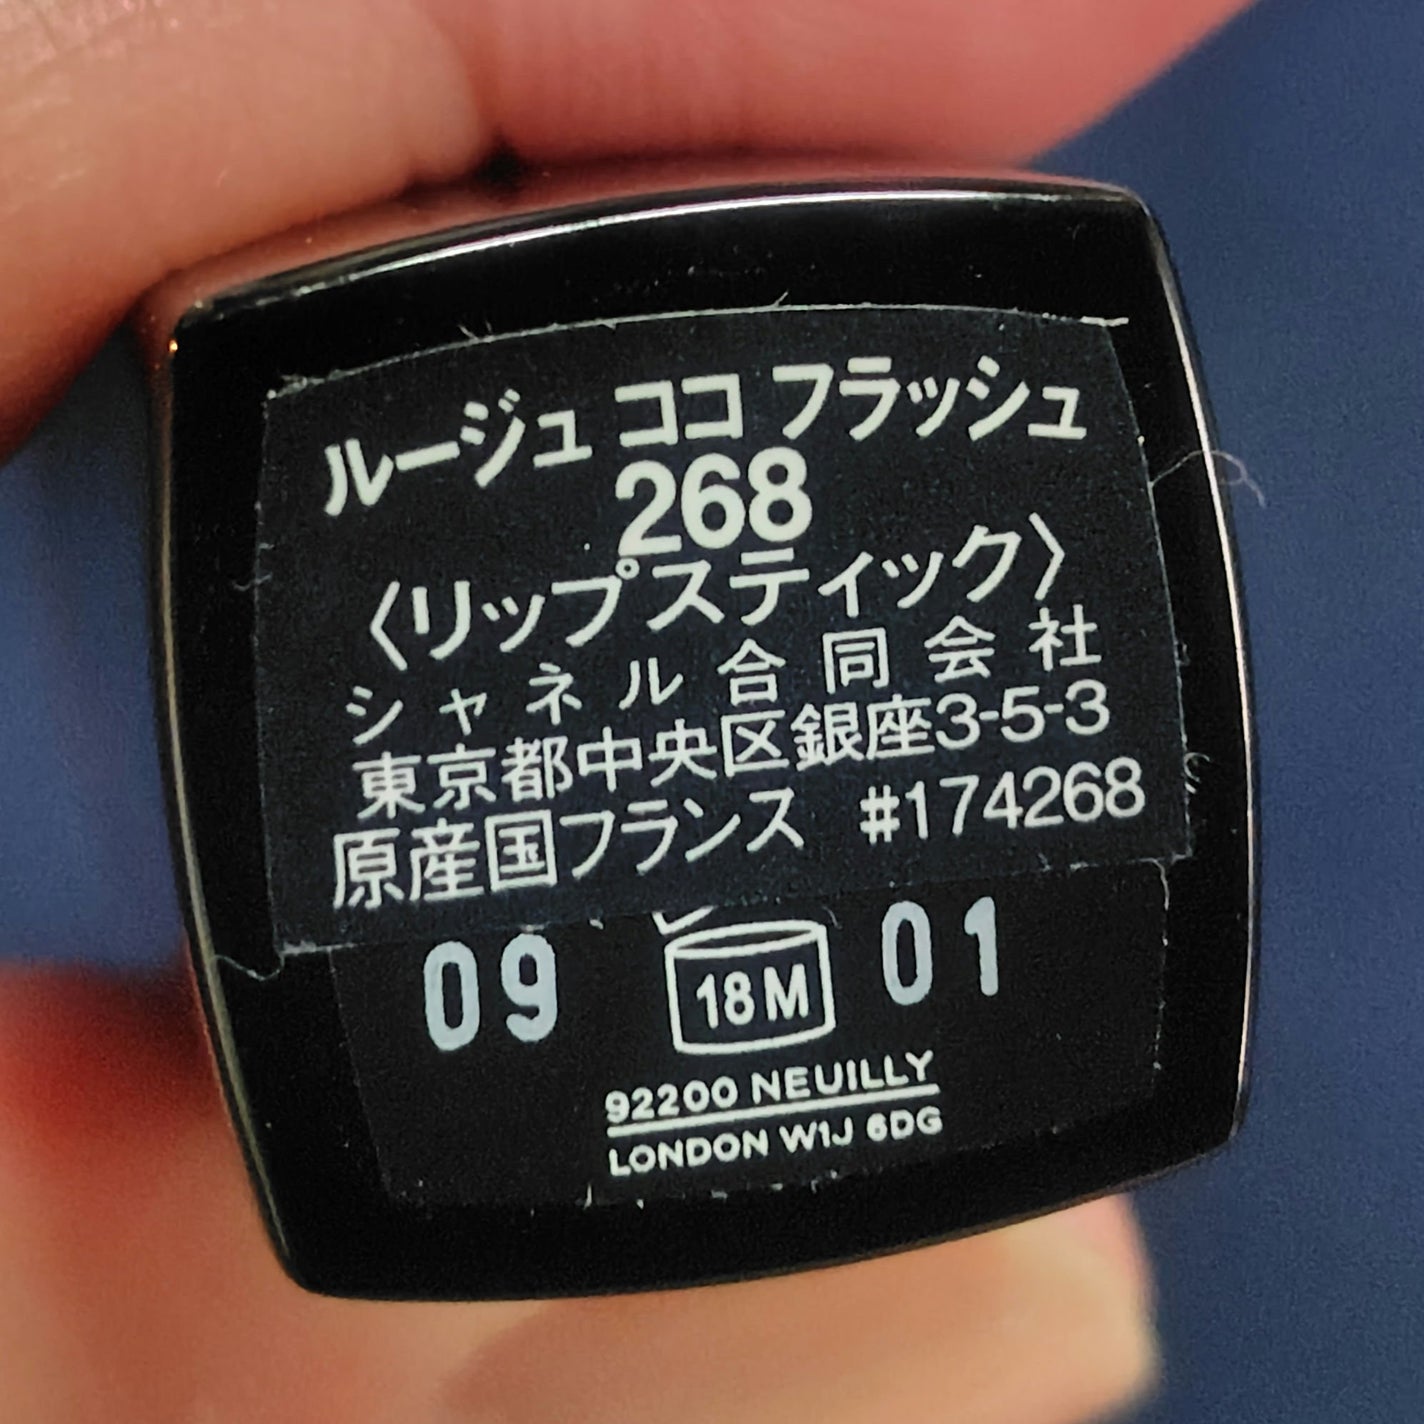 ルージュ ココ フラッシュ
268
〈リップスティック〉
シャネル合同会社
東京都中央区銀座3-5-3
原産国フランス #174268
09 18M 01
92200 NEUILLY
LONDON W1J 6DG